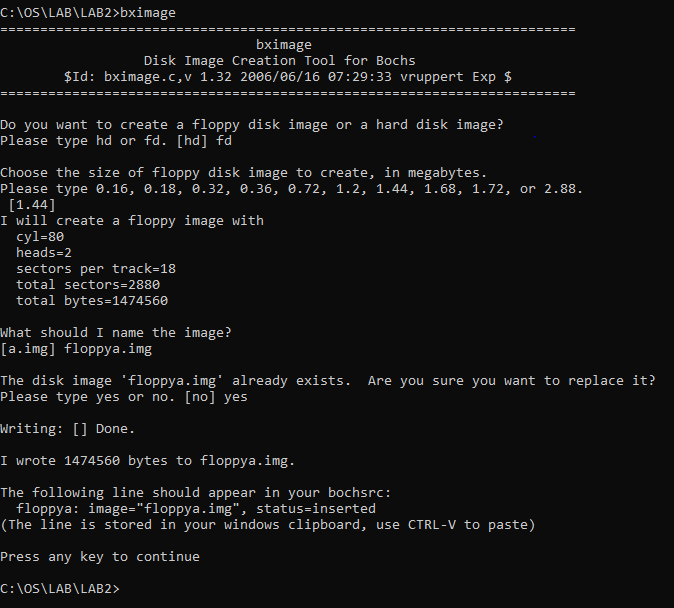 C:\OS\LAB\LAB2>bximage
========================================================================
bximage
Disk Image Creation Tool for Bochs
$Id: bximage.c,v 1.32 2006/06/16 07:29:33 vruppert Exp $
========================================================================
Do you want to create a floppy disk image or a hard disk image?
Please type hd or fd. [hd] fd
Choose the size of floppy disk image to create, in megabytes.
Please type 0.16, 0.18, 0.32, 0.36, 0.72, 1.2, 1.44, 1.68, 1.72, or 2.88.
[1.44]
I will create a floppy image with
cyl=80
heads=2
sectors per track=18
total sectors=2880
total bytes=1474560
What should I name the image?
[a.img] floppya.img
The disk image 'floppya.img' already exists.  Are you sure you want to replace it?
Please type yes or no. [no] yes
Writing: [] Done.
I wrote 1474560 bytes to floppya.img.
The following line should appear in your bochsrc:
floppya: image="floppya.img", status=inserted
(The line is stored in your windows clipboard, use CTRL-V to paste)
Press any key to continue
C:\OS\LAB\LAB2>